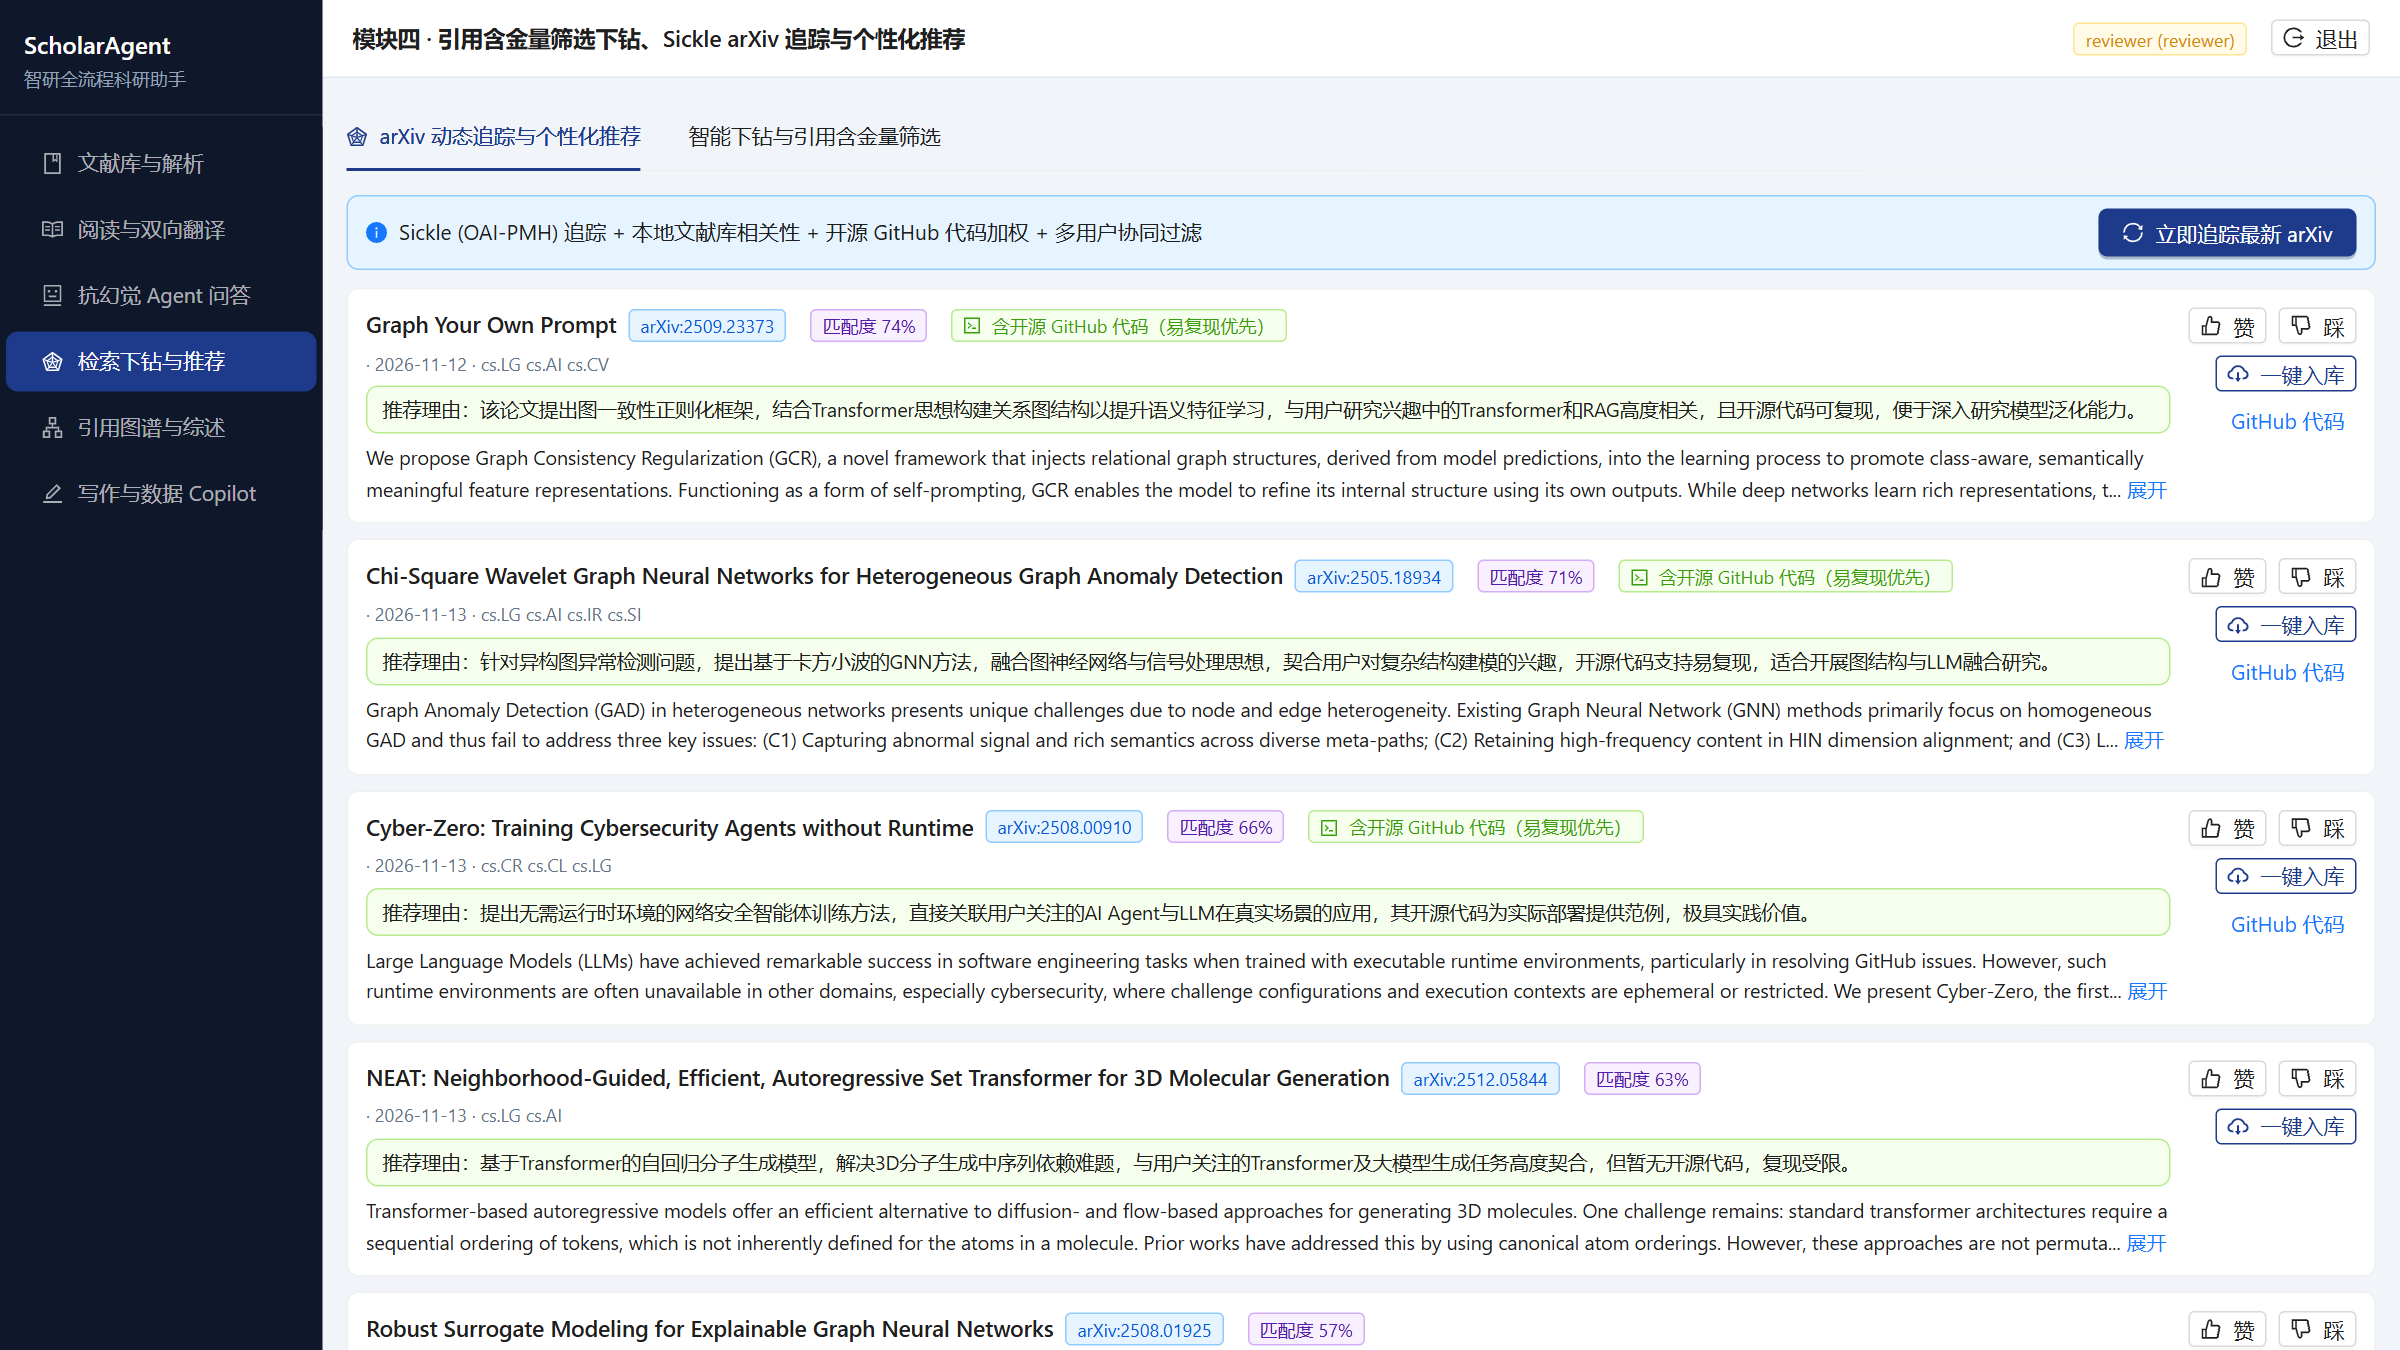 ScholarAgent
智研全流程科研助手
文献库与解析
阅读与双向翻译
抗幻觉 Agent 问答
检索下钻与推荐
引用图谱与综述
写作与数据 Copilot
模块四 · 引用含金量筛选下钻、Sickle arXiv 追踪与个性化推荐
reviewer (reviewer)
退出
arXiv 动态追踪与个性化推荐
智能下钻与引用含金量筛选
Sickle (OAI-PMH) 追踪 + 本地文献库相关性 + 开源 GitHub 代码加权 + 多用户协同过滤
立即追踪最新 arXiv
Graph Your Own Prompt arXiv:2509.23373 匹配度 74% 含开源 GitHub 代码（易复现优先）
赞 踩
· 2026-11-12 · cs.LG cs.AI cs.CV
一键入库
推荐理由：该论文提出图一致性正则化框架，结合Transformer思想构建关系图结构以提升语义特征学习，与用户研究兴趣中的Transformer和RAG高度相关，且开源代码可复现，便于深入研究模型泛化能力。
GitHub 代码
We propose Graph Consistency Regularization (GCR), a novel framework that injects relational graph structures, derived from model predictions, into the learning process to promote class-aware, semantically
meaningful feature representations. Functioning as a form of self-prompting, GCR enables the model to refine its internal structure using its own outputs. While deep networks learn rich representations, t... 展开
Chi-Square Wavelet Graph Neural Networks for Heterogeneous Graph Anomaly Detection arXiv:2505.18934 匹配度 71% 含开源 GitHub 代码（易复现优先）
赞 踩
· 2026-11-13 · cs.LG cs.AI cs.IR cs.SI
一键入库
推荐理由：针对异构图异常检测问题，提出基于卡方小波的GNN方法，融合图神经网络与信号处理思想，契合用户对复杂结构建模的兴趣，开源代码支持易复现，适合开展图结构与LLM融合研究。
GitHub 代码
Graph Anomaly Detection (GAD) in heterogeneous networks presents unique challenges due to node and edge heterogeneity. Existing Graph Neural Network (GNN) methods primarily focus on homogeneous
GAD and thus fail to address three key issues: (C1) Capturing abnormal signal and rich semantics across diverse meta-paths; (C2) Retaining high-frequency content in HIN dimension alignment; and (C3) L... 展开
Cyber-Zero: Training Cybersecurity Agents without Runtime arXiv:2508.00910 匹配度 66% 含开源 GitHub 代码（易复现优先）
赞 踩
· 2026-11-13 · cs.CR cs.CL cs.LG
一键入库
推荐理由：提出无需运行时环境的网络安全智能体训练方法，直接关联用户关注的AI Agent与LLM在真实场景的应用，其开源代码为实际部署提供范例，极具实践价值。
GitHub 代码
Large Language Models (LLMs) have achieved remarkable success in software engineering tasks when trained with executable runtime environments, particularly in resolving GitHub issues. However, such
runtime environments are often unavailable in other domains, especially cybersecurity, where challenge configurations and execution contexts are ephemeral or restricted. We present Cyber-Zero, the first... 展开
NEAT: Neighborhood-Guided, Efficient, Autoregressive Set Transformer for 3D Molecular Generation arXiv:2512.05844 匹配度 63%
赞 踩
· 2026-11-13 · cs.LG cs.AI
一键入库
推荐理由：基于Transformer的自回归分子生成模型，解决3D分子生成中序列依赖难题，与用户关注的Transformer及大模型生成任务高度契合，但暂无开源代码，复现受限。
Transformer-based autoregressive models offer an efficient alternative to diffusion- and flow-based approaches for generating 3D molecules. One challenge remains: standard transformer architectures require a
sequential ordering of tokens, which is not inherently defined for the atoms in a molecule. Prior works have addressed this by using canonical atom orderings. However, these approaches are not permuta... 展开
Robust Surrogate Modeling for Explainable Graph Neural Networks arXiv:2508.01925 匹配度 57%
赞 踩